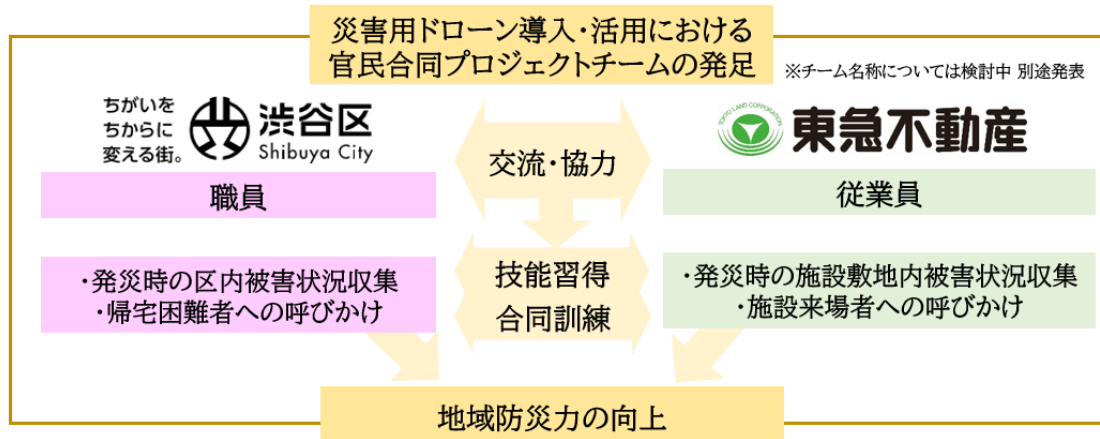 災害用ドローン導入・活用における
官民合同プロジェクトチームの発足
※チーム名称については検討中 別途発表
ちがいを
ちからに
変える街。
渋谷区
Shibuya City
TOKYU LAND CORPORATION
東急不動産
職員
交流・協力
従業員
・発災時の区内被害状況収集
・帰宅困難者への呼びかけ
技能習得
合同訓練
・発災時の施設敷地内被害状況収集
・施設来場者への呼びかけ
地域防災力の向上